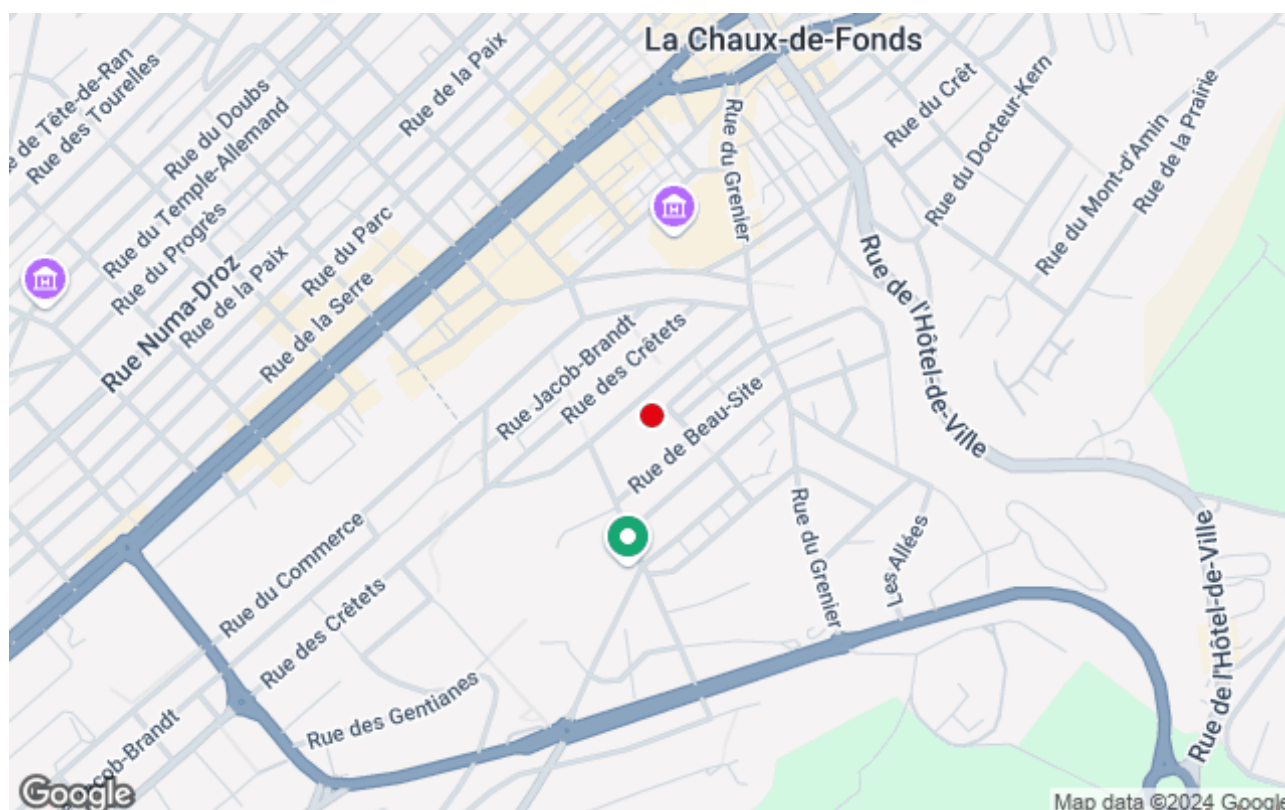 La Chaux-de-Fonds
e de Tête-de-Ran
Rue des Tourelles
Rue du Doubs
Rue de la Paix
Rue du Temple-Allemand
Rue du Progrès
Rue du Crêt
Rue du Docteur-Kern
Rue du Mont-d'Amin
Rue de la Prairie
Rue du Grenier
Rue Numa-Droz
Rue de la Paix
Rue du Parc
Rue de la Serre
Rue de l'Hôtel-de-Ville
Rue Jacob-Brandt
Rue des Crêtets
Rue de Beau-Site
Rue du Commerce
Rue des Crêtets
Rue du Grenier
Les Allées
Rue de l'Hôtel-de-Ville
Rue des Gentianes
acob-Brandt
Google
Map data ©2024 Google